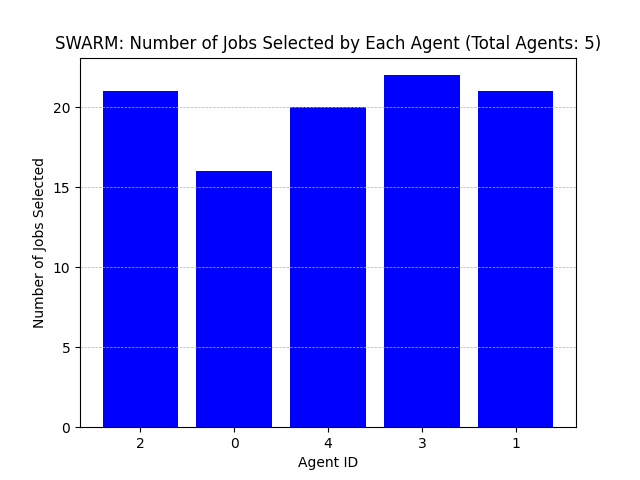 SWARM: Number of Jobs Selected by Each Agent (Total Agents: 5)
Number of Jobs Selected
20
15
10
5
0
2 0 4 3 1
Agent ID